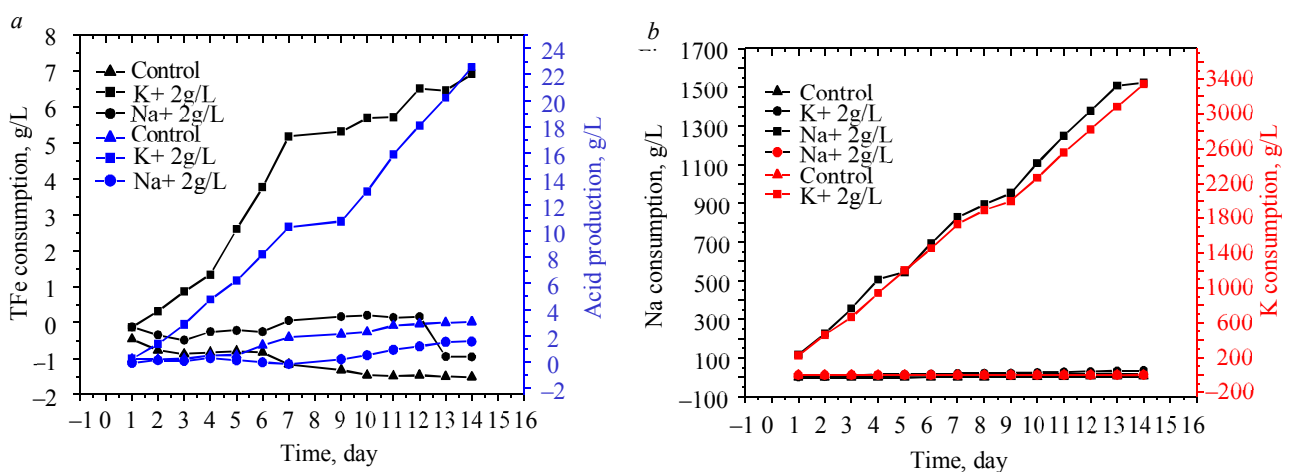 a
8
7
6
5
4
3
2
1
0
–1
–2
TFe consumption, g/L
Control
K+ 2g/L
Na+ 2g/L
Control
K+ 2g/L
Na+ 2g/L
24
22
20
18
16
14
12
10
8
6
4
2
0
–2
Acid production, g/L
–1 0 1 2 3 4 5 6 7 8 9 10 11 12 13 14 15 16
Time, day
b
1700
1500
1300
1100
900
700
500
300
100
–100
Na consumption, g/L
Control
K+ 2g/L
Na+ 2g/L
Na+ 2g/L
Control
K+ 2g/L
3400
3200
2600
2200
1800
1600
1200
800
600
200
–200
K consumption, g/L
–1 0 1 2 3 4 5 6 7 8 9 10 11 12 13 14 15 16
Time, day